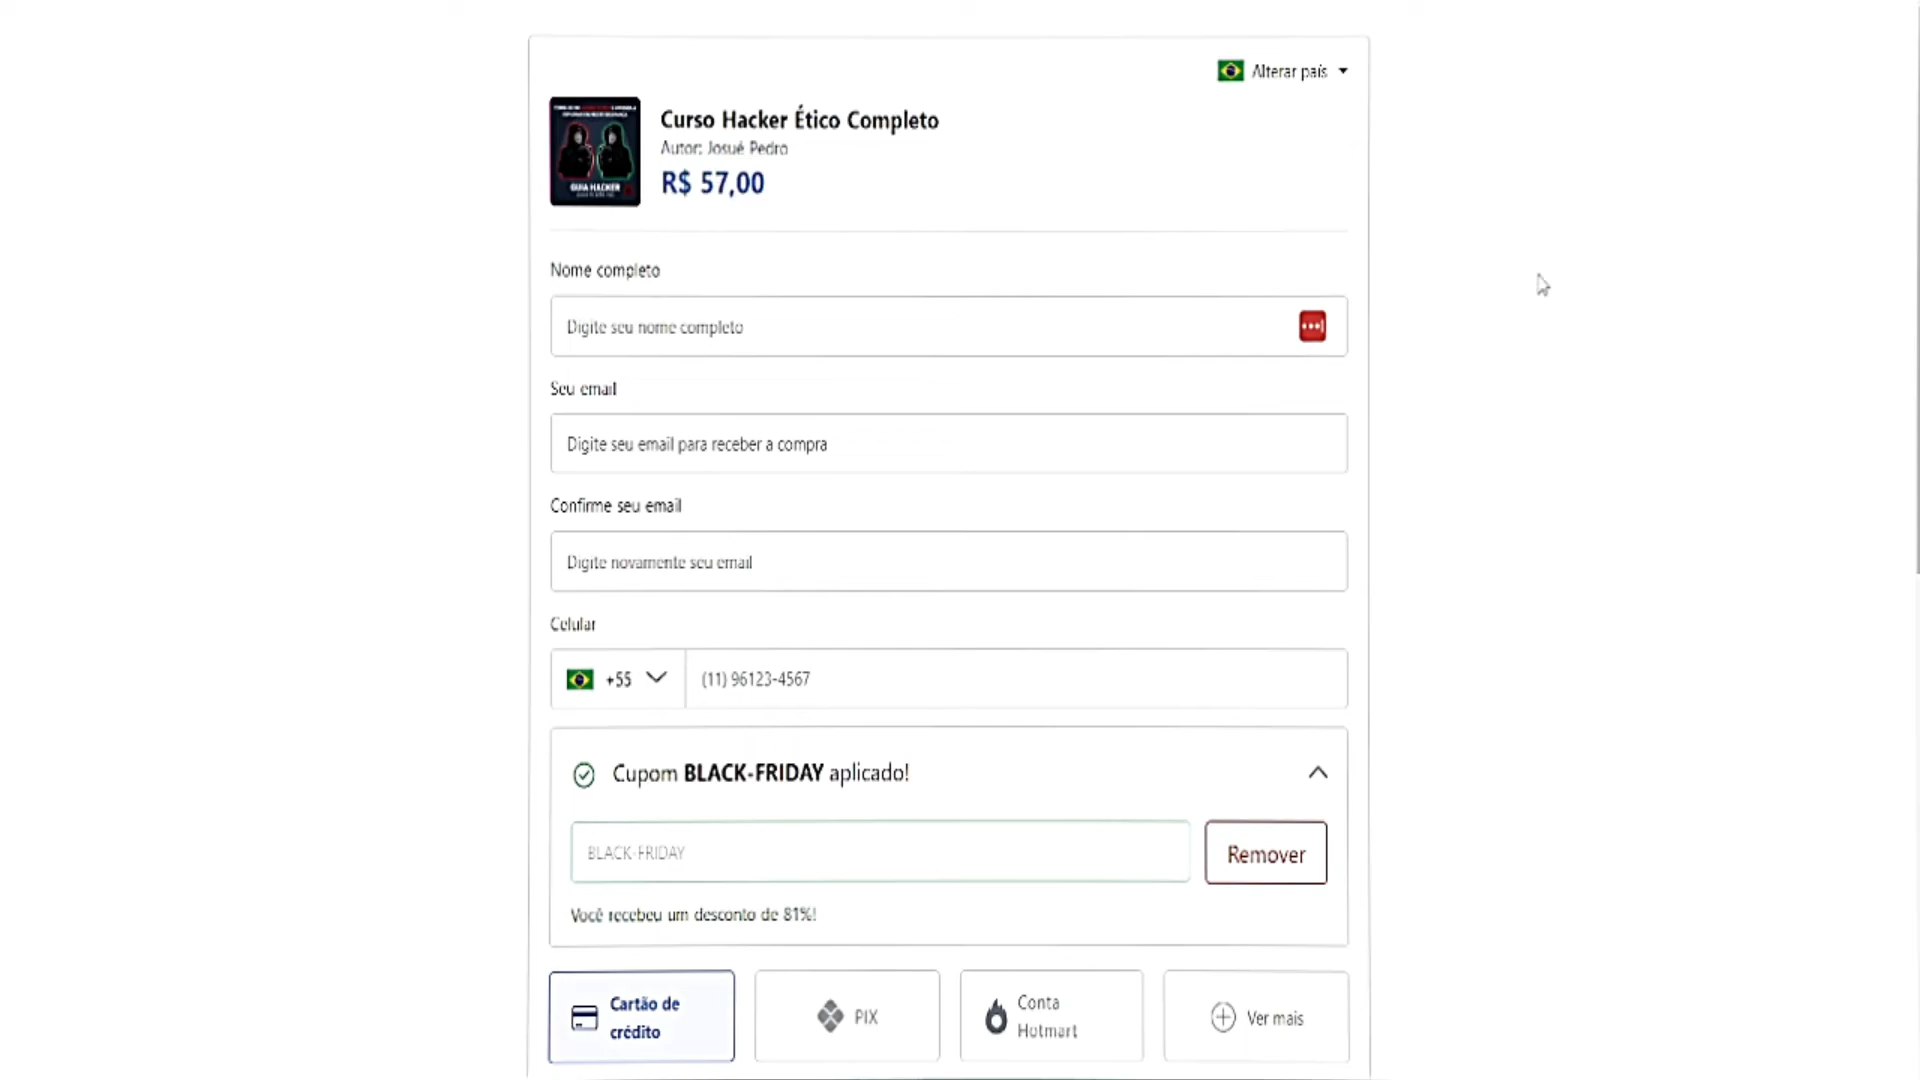 Alterar país
Curso Hacker Ético Completo
Autor: Josué Pedro
R$ 57,00
GUIA HACKER
Nome completo
Digite seu nome completo
Seu email
Digite seu email para receber a compra
Confirme seu email
Digite novamente seu email
Celular
+55
(11) 96123-4567
Cupom BLACK-FRIDAY aplicado!
BLACK-FRIDAY
Remover
Você recebeu um desconto de 81%!
Cartão de
crédito
PIX
Conta
Hotmart
Ver mais